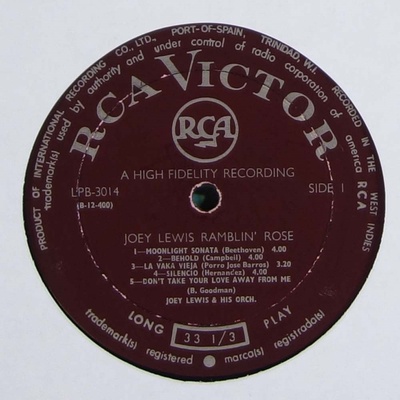 PRODUCT OF INTERNATIONAL RECORDING CO., LTD., PORT-OF-SPAIN, TRINIDAD, W.I. RECORDED IN THE WEST INDIES
trademark(s) used by authority and under control of radio corporation of america RCA
RCA VICTOR
RCA
A HIGH FIDELITY RECORDING
LPB-3014 SIDE 1
(B-12-400)
JOEY LEWIS RAMBLIN' ROSE
1—MOONLIGHT SONATA (Beethoven) 4.00
2—BEHOLD (Campbell) 4.00
3—LA VAKA VIEJA (Porro Jose Barros) 3.20
4—SILENCIO (Hernandez) 4.00
5—DON'T TAKE YOUR LOVE AWAY FROM ME
(B. Goodman)
JOEY LEWIS & HIS ORCH.
LONG 33 1/3 PLAY
trademark(s) registered • marca(s) registrado(s)